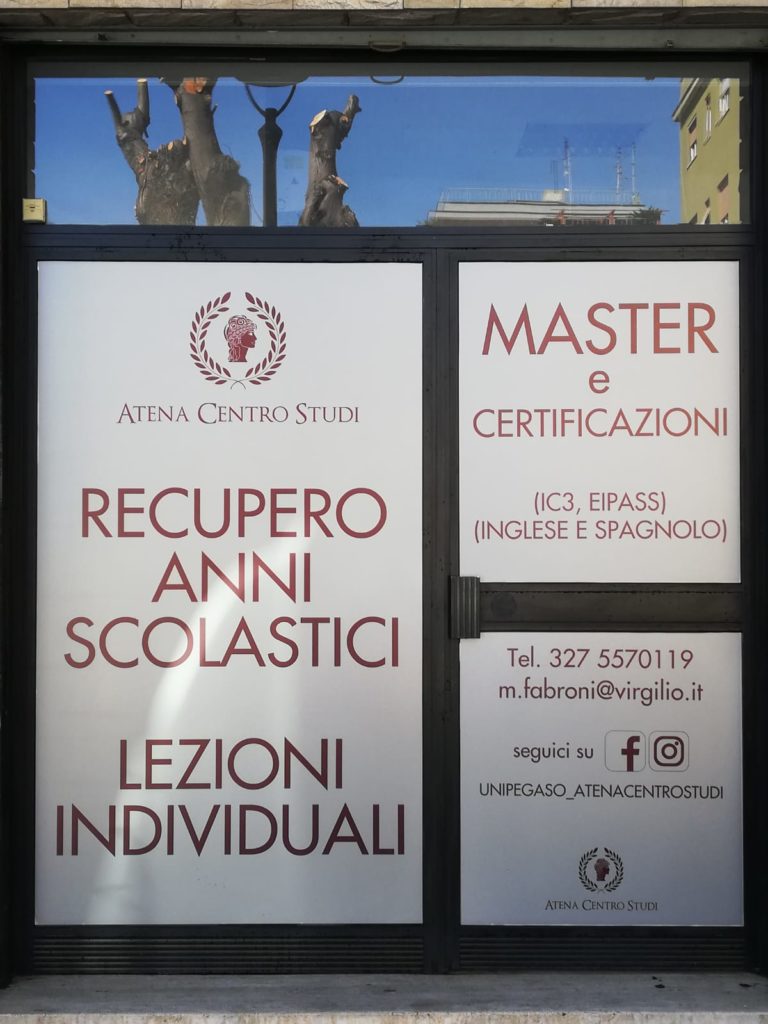 ATENA CENTRO STUDI
RECUPERO
ANNI
SCOLASTICI
LEZIONI
INDIVIDUALI
MASTER
e
CERTIFICAZIONI
(IC3, EIPASS)
(INGLESE E SPAGNOLO)
Tel. 327 5570119
m.fabroni@virgilio.it
seguici su
UNIPEGASO_ATENACENTROSTUDI
ATENA CENTRO STUDI